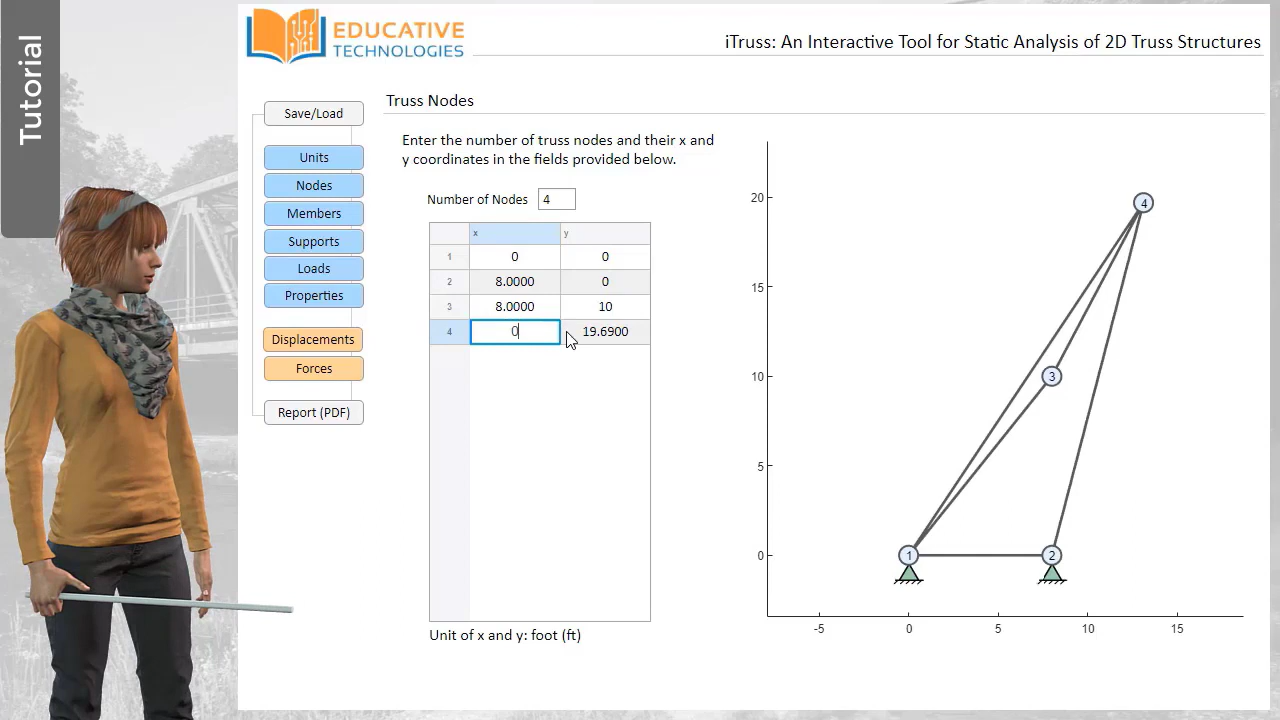 Tutorial
EDUCATIVE
TECHNOLOGIES
iTruss: An Interactive Tool for Static Analysis of 2D Truss Structures
Save/Load
Units
Nodes
Members
Supports
Loads
Properties
Displacements
Forces
Report (PDF)
Truss Nodes
Enter the number of truss nodes and their x and
y coordinates in the fields provided below.
Number of Nodes 4
x y
1 0 0
2 8.0000 0
3 8.0000 10
4 0 19.6900
Unit of x and y: foot (ft)
20
15
10
5
0
-5 0 5 10 15
4
3
1 2